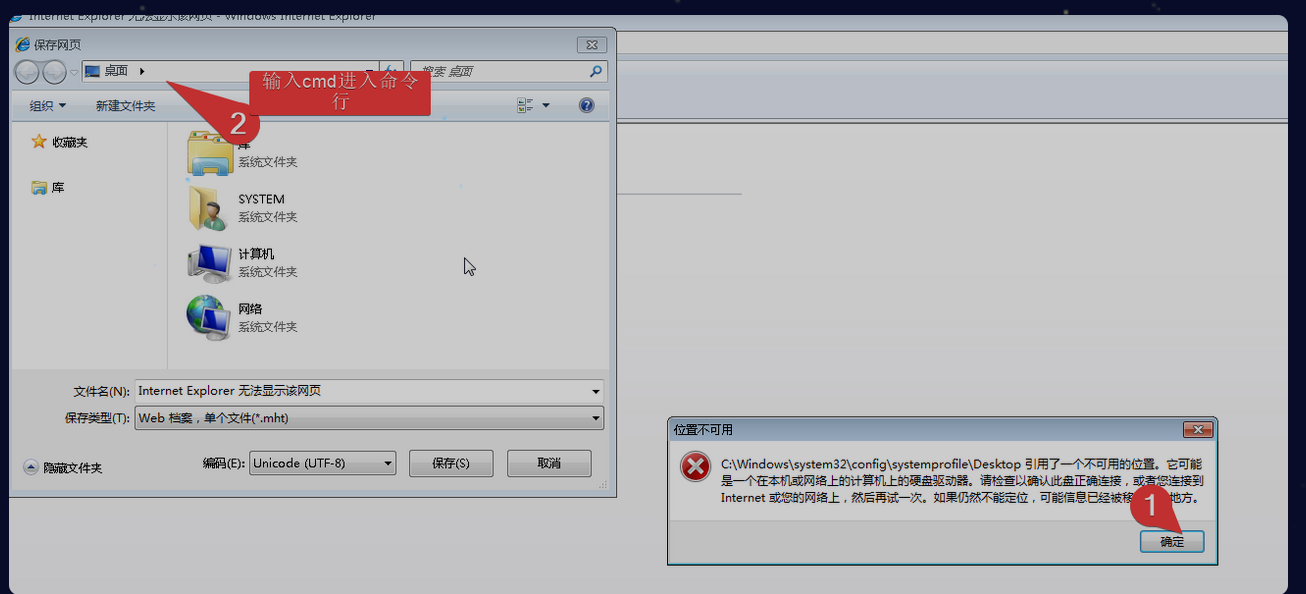 Internet Explorer 无法显示该网页 - Windows Internet Explorer
保存网页
桌面
搜索 桌面
输入cmd进入命令
行
组织
新建文件夹
2
收藏夹
库
库
系统文件夹
SYSTEM
系统文件夹
计算机
系统文件夹
网络
系统文件夹
文件名(N):
Internet Explorer 无法显示该网页
保存类型(T):
Web 档案，单个文件(*.mht)
隐藏文件夹
编码(E):
Unicode (UTF-8)
保存(S)
取消
位置不可用
C:\Windows\system32\config\systemprofile\Desktop 引用了一个不可用的位置。它可能
是一个在本机或网络上的计算机上的硬盘驱动器。请检查以确认此盘正确连接，或者您连接到
Internet 或您的网络上，然后再试一次。如果仍然不能定位，可能信息已经被移 地方。
1
确定